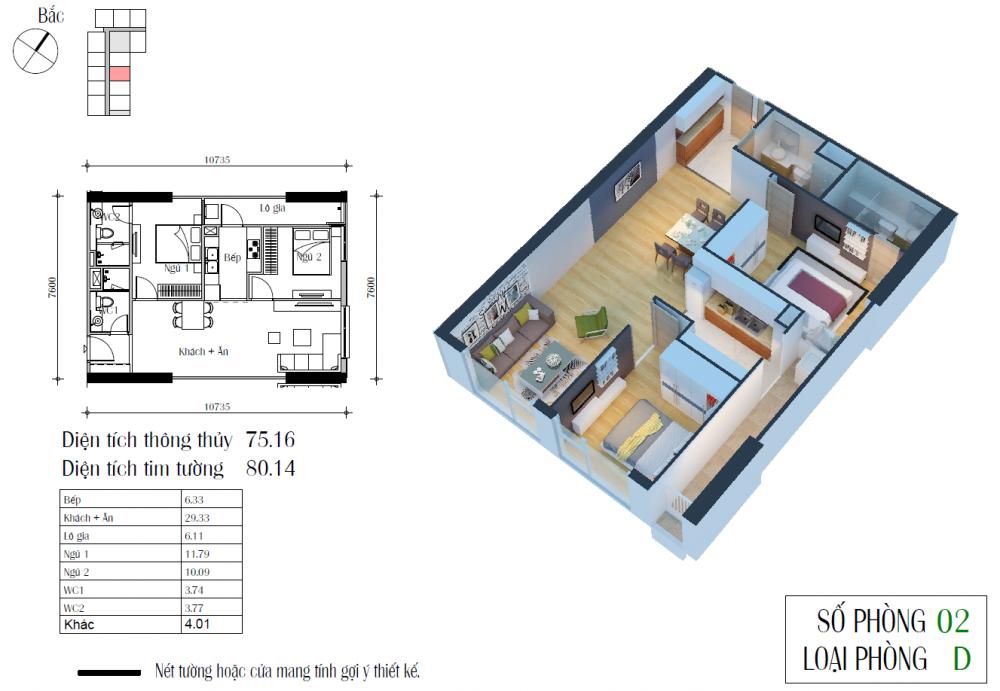 Bắc
10735
7600
7600
WC2
Lô gia
Ngủ 1
Bếp
Ngủ 2
WC1
Khách + Ăn
10735
Diện tích thông thủy 75.16
Diện tích tim tường 80.14
Bếp 6.33
Khách + Ăn 29.33
Lô gia 6.11
Ngủ 1 11.79
Ngủ 2 10.09
WC1 3.74
WC2 3.77
Khác 4.01
Nét tường hoặc cửa mang tính gợi ý thiết kế.
SỐ PHÒNG 02
LOẠI PHÒNG D